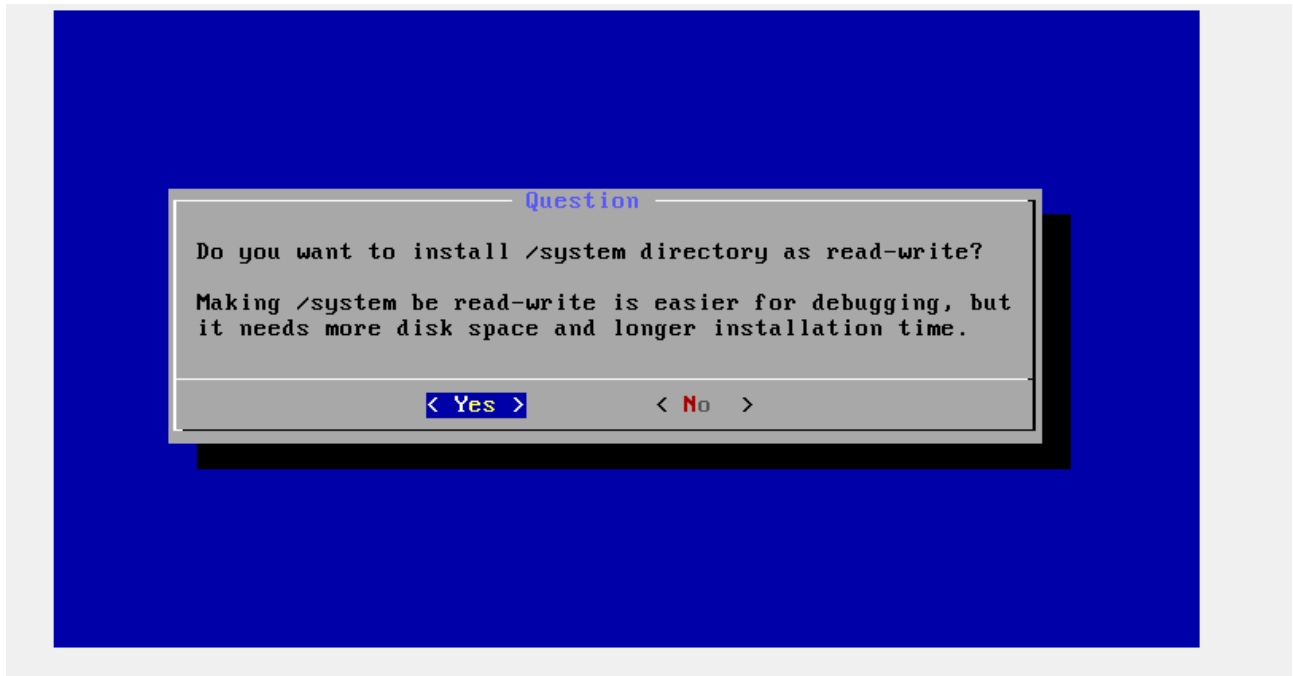 Question
Do you want to install /system directory as read-write?
Making /system be read-write is easier for debugging, but
it needs more disk space and longer installation time.
< Yes > < No >